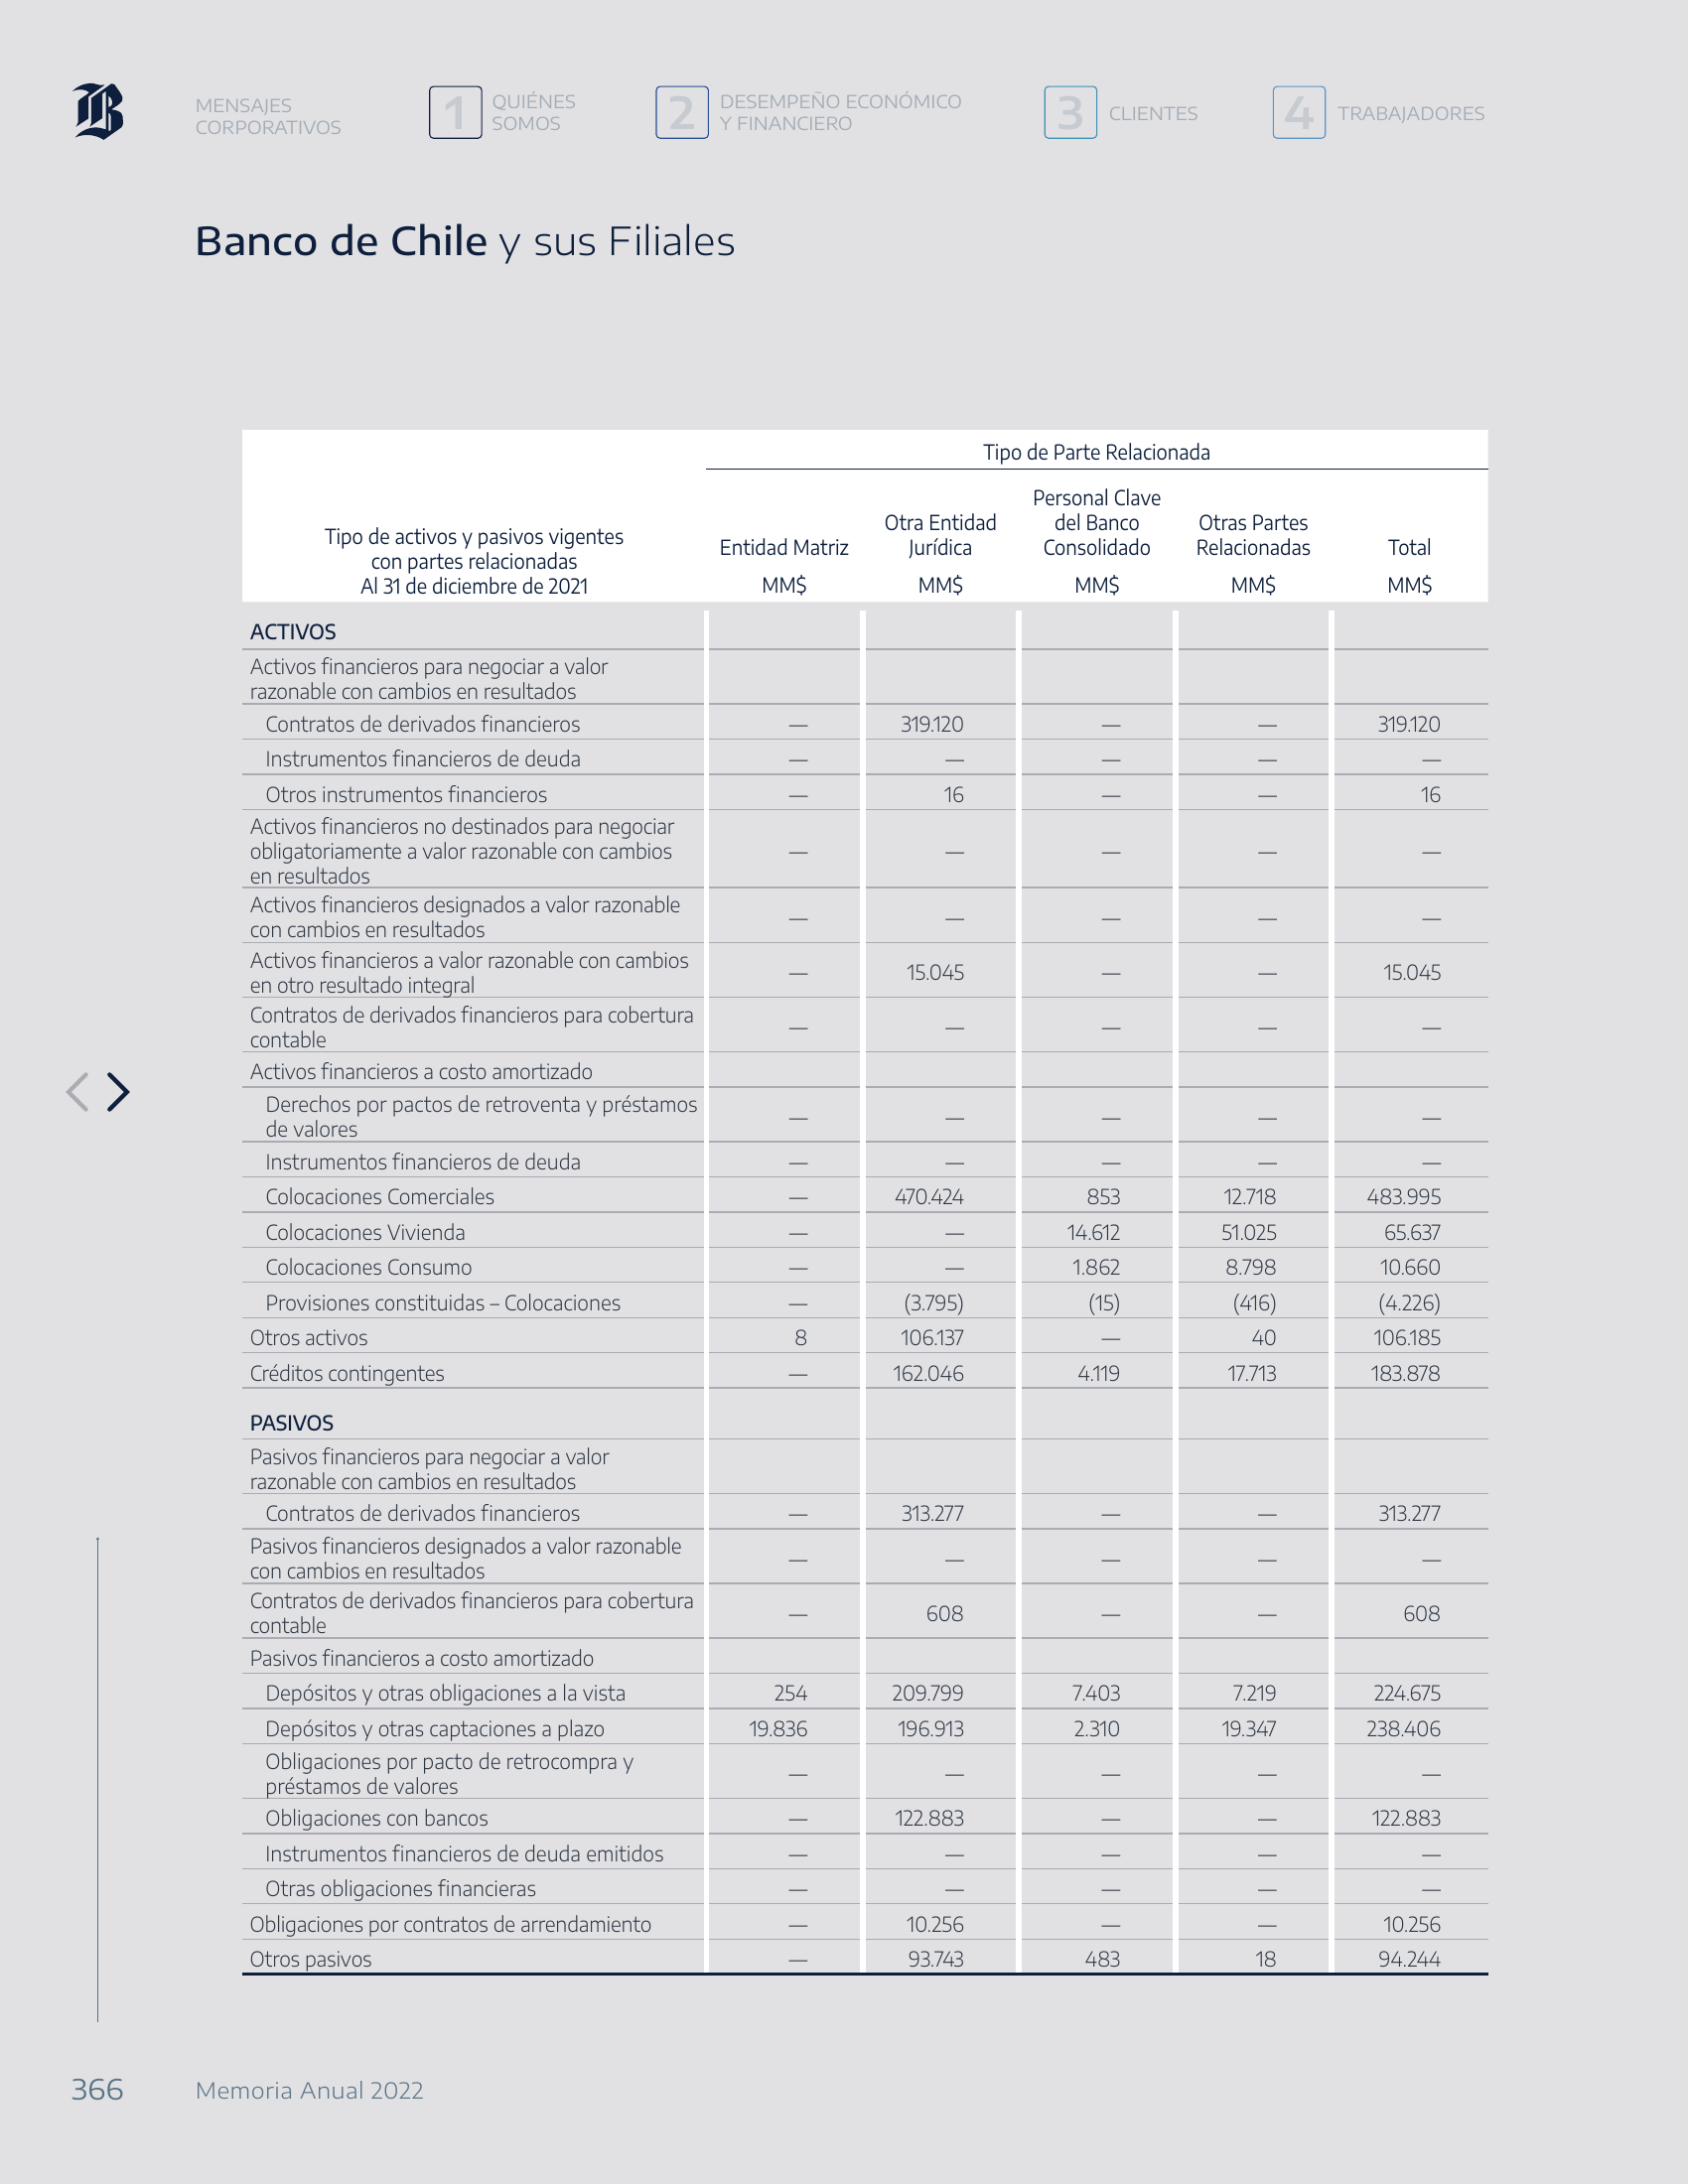 B
MENSAJES
CORPORATIVOS
1
QUIÉNES
SOMOS
2
DESEMPEÑO ECONÓMICO
Y FINANCIERO
3
CLIENTES
4
TRABAJADORES
Banco de Chile y sus Filiales
Tipo de Parte Relacionada
Tipo de activos y pasivos vigentes
con partes relacionadas
Al 31 de diciembre de 2021
Entidad Matriz
MM$
Otra Entidad
Jurídica
MM$
Personal Clave
del Banco
Consolidado
MM$
Otras Partes
Relacionadas
MM$
Total
MM$
ACTIVOS
Activos financieros para negociar a valor
razonable con cambios en resultados
Contratos de derivados financieros — 319.120 — — 319.120
Instrumentos financieros de deuda — — — — —
Otros instrumentos financieros — 16 — — 16
Activos financieros no destinados para negociar
obligatoriamente a valor razonable con cambios
en resultados — — — — —
Activos financieros designados a valor razonable
con cambios en resultados — — — — —
Activos financieros a valor razonable con cambios
en otro resultado integral — 15.045 — — 15.045
Contratos de derivados financieros para cobertura
contable — — — — —
Activos financieros a costo amortizado
Derechos por pactos de retroventa y préstamos
de valores — — — — —
Instrumentos financieros de deuda — — — — —
Colocaciones Comerciales — 470.424 853 12.718 483.995
Colocaciones Vivienda — — 14.612 51.025 65.637
Colocaciones Consumo — — 1.862 8.798 10.660
Provisiones constituidas – Colocaciones — (3.795) (15) (416) (4.226)
Otros activos 8 106.137 — 40 106.185
Créditos contingentes — 162.046 4.119 17.713 183.878
PASIVOS
Pasivos financieros para negociar a valor
razonable con cambios en resultados
Contratos de derivados financieros — 313.277 — — 313.277
Pasivos financieros designados a valor razonable
con cambios en resultados — — — — —
Contratos de derivados financieros para cobertura
contable — 608 — — 608
Pasivos financieros a costo amortizado
Depósitos y otras obligaciones a la vista 254 209.799 7.403 7.219 224.675
Depósitos y otras captaciones a plazo 19.836 196.913 2.310 19.347 238.406
Obligaciones por pacto de retrocompra y
préstamos de valores — — — — —
Obligaciones con bancos — 122.883 — — 122.883
Instrumentos financieros de deuda emitidos — — — — —
Otras obligaciones financieras — — — — —
Obligaciones por contratos de arrendamiento — 10.256 — — 10.256
Otros pasivos — 93.743 483 18 94.244
366
Memoria Anual 2022